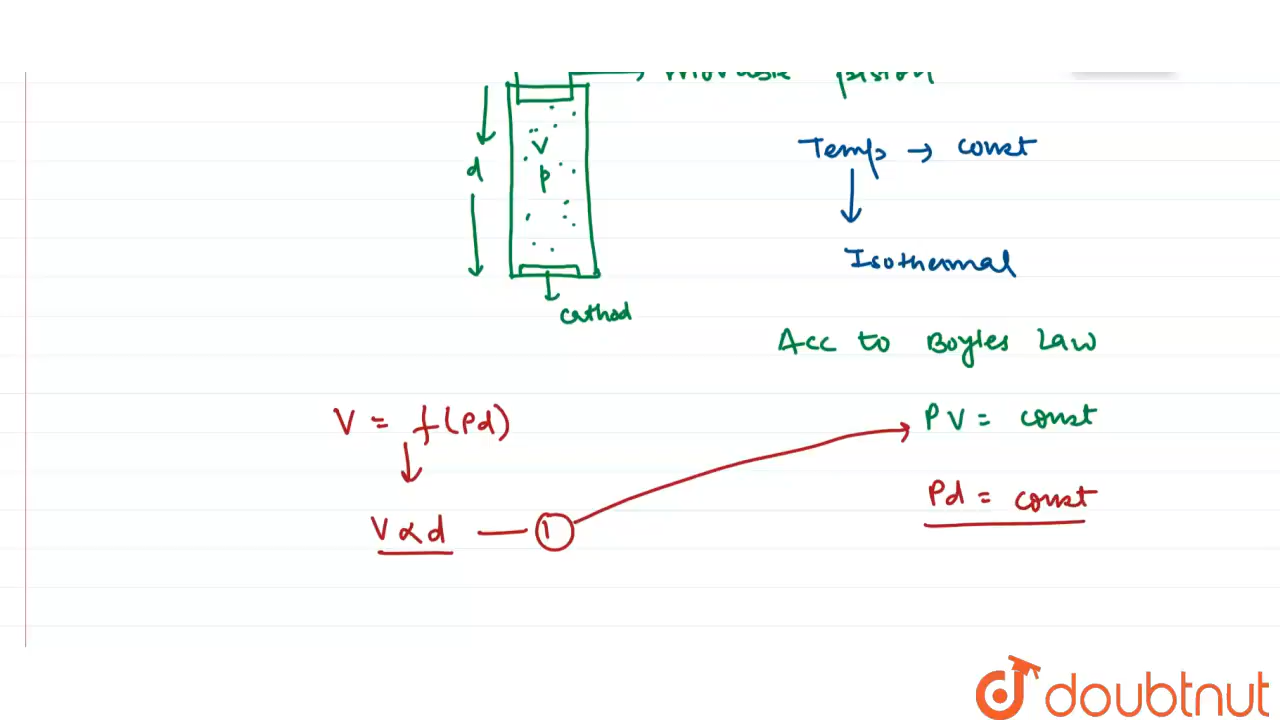 d
V
P
cathod
Temp → const
Isothermal
Acc to Boyles Law
V = f(Pd)
PV = const
V ∝ d — ①
Pd = const
doubtnut